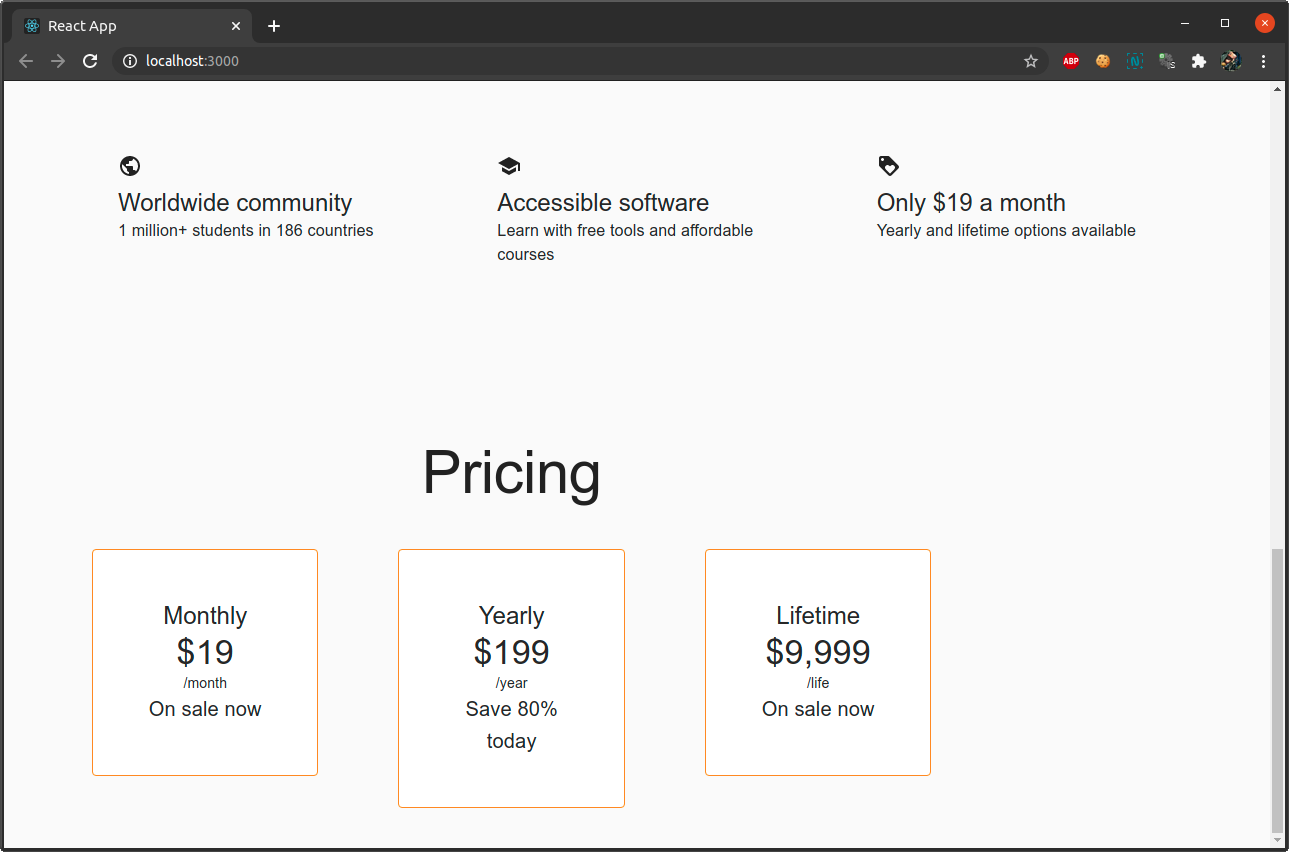 React App
localhost:3000
ABP
Worldwide community
1 million+ students in 186 countries
Accessible software
Learn with free tools and affordable
courses
Only $19 a month
Yearly and lifetime options available
Pricing
Monthly
$19
/month
On sale now
Yearly
$199
/year
Save 80%
today
Lifetime
$9,999
/life
On sale now